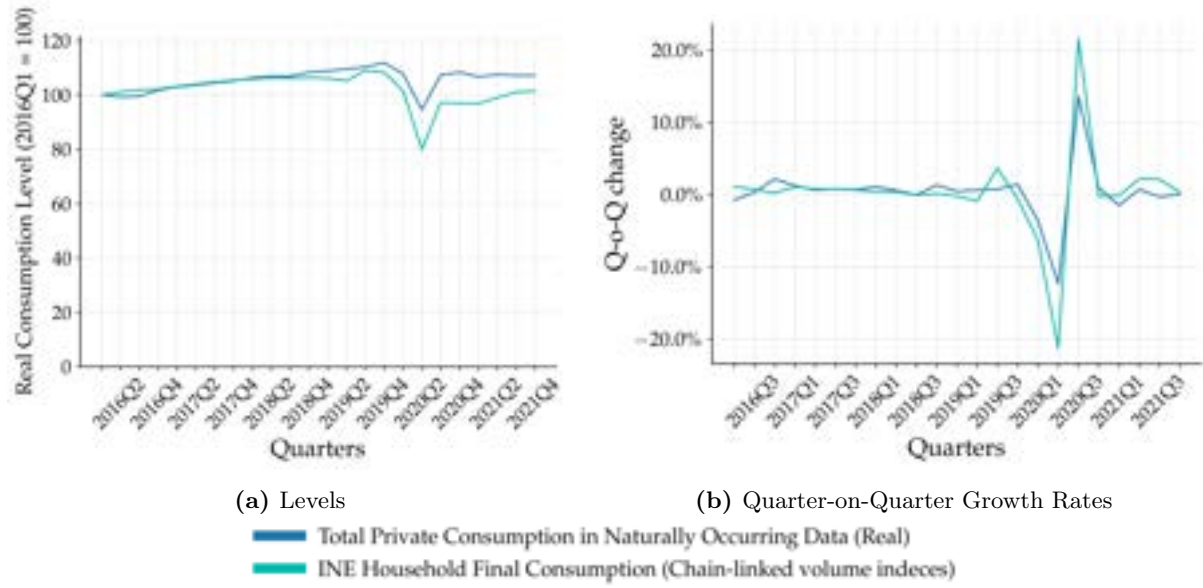 Real Consumption Level (2016Q1 = 100)
120
100
80
60
40
20
0
2016Q2
2016Q4
2017Q2
2017Q4
2018Q2
2018Q4
2019Q2
2019Q4
2020Q2
2020Q4
2021Q2
2021Q4
Quarters
(a) Levels
Q-o-Q change
20.0%
10.0%
0.0%
−10.0%
−20.0%
2016Q3
2017Q1
2017Q3
2018Q1
2018Q3
2019Q1
2019Q3
2020Q1
2020Q3
2021Q1
2021Q3
Quarters
(b) Quarter-on-Quarter Growth Rates
Total Private Consumption in Naturally Occurring Data (Real)
INE Household Final Consumption (Chain-linked volume indeces)